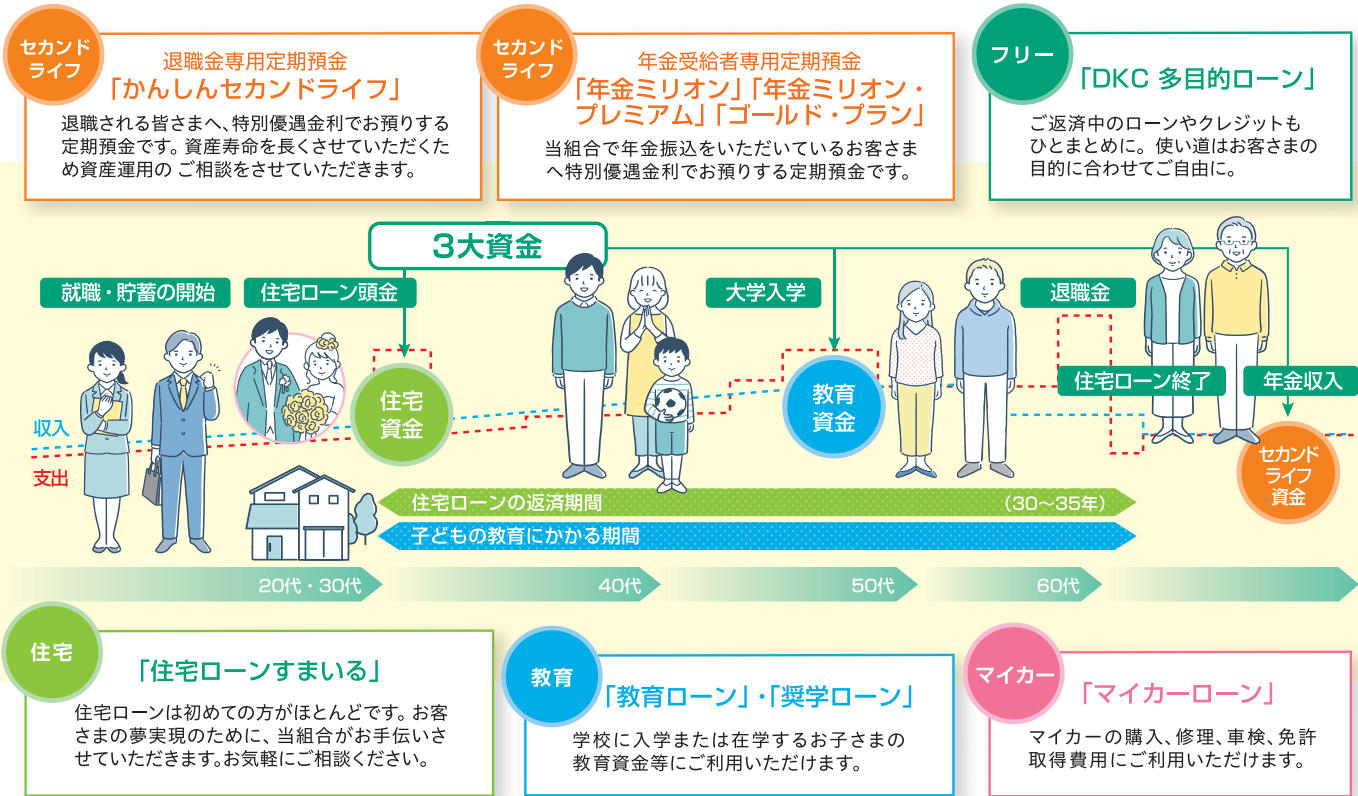 セカンド
ライフ
退職金専用定期預金
「かんしんセカンドライフ」
退職される皆さまへ、特別優遇金利でお預りする
定期預金です。資産寿命を長くさせていただくた
め資産運用の ご相談をさせていただきます。
セカンド
ライフ
年金受給者専用定期預金
「年金ミリオン」「年金ミリオン・
プレミアム」「ゴールド・プラン」
当組合で年金振込をいただいているお客さま
へ特別優遇金利でお預りする定期預金です。
フリー
「DKC 多目的ローン」
ご返済中のローンやクレジットも
ひとまとめに。使い道はお客さまの
目的に合わせてご自由に。
3大資金
就職・貯蓄の開始
住宅ローン頭金
大学入学
退職金
住宅ローン終了
年金収入
収入
支出
住宅
資金
教育
資金
セカンド
ライフ
資金
住宅ローンの返済期間
（30〜35年）
子どもの教育にかかる期間
20代・30代
40代
50代
60代
住宅
「住宅ローンすまいる」
住宅ローンは初めての方がほとんどです。お客
さまの夢実現のために、当組合がお手伝いさ
せていただきます。お気軽にご相談ください。
教育
「教育ローン」・「奨学ローン」
学校に入学または在学するお子さまの
教育資金等にご利用いただけます。
マイカー
「マイカーローン」
マイカーの購入、修理、車検、免許
取得費用にご利用いただけます。